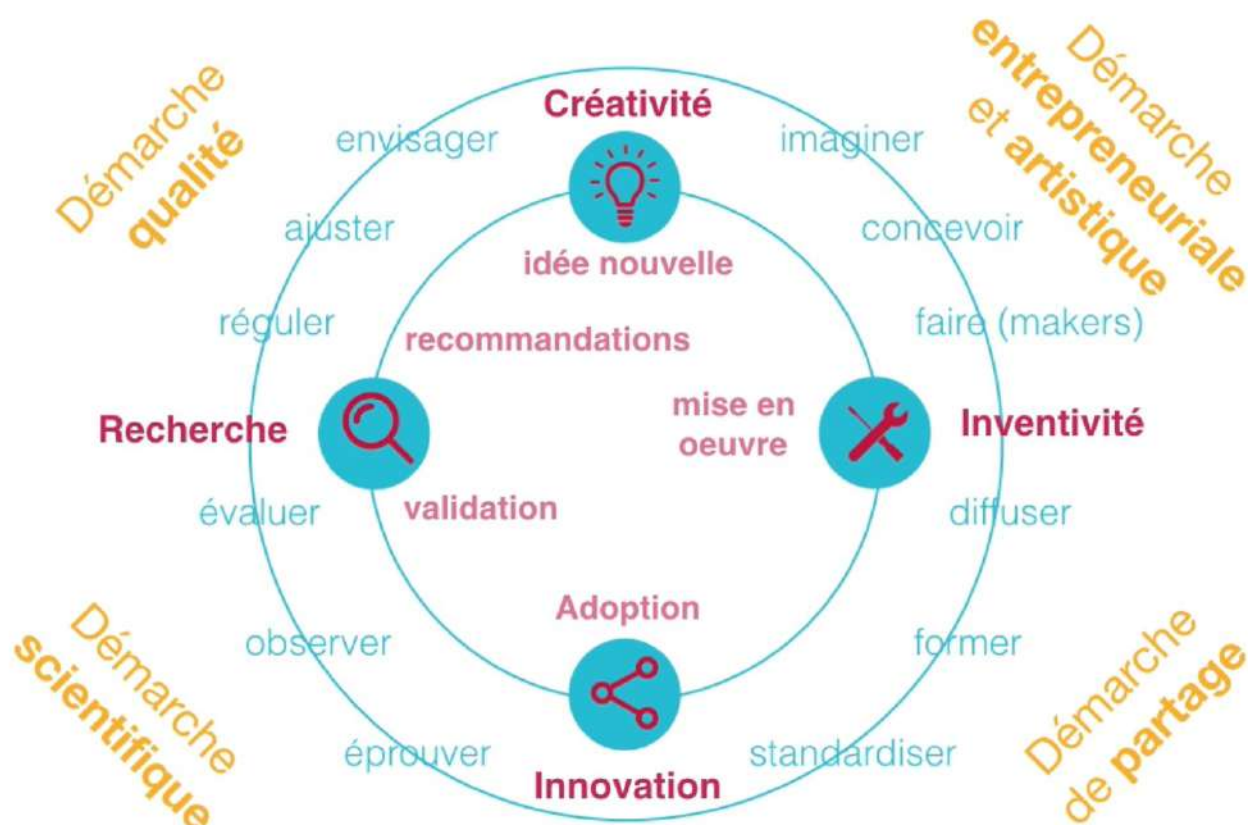 Démarche
qualité
Démarche
entrepreneuriale
et artistique
Créativité
envisager
imaginer
ajuster
concevoir
idée nouvelle
réguler
faire (makers)
recommandations
Recherche
mise en
oeuvre
Inventivité
évaluer
validation
diffuser
Adoption
observer
former
Démarche
scientifique
Démarche
de partage
éprouver
standardiser
Innovation